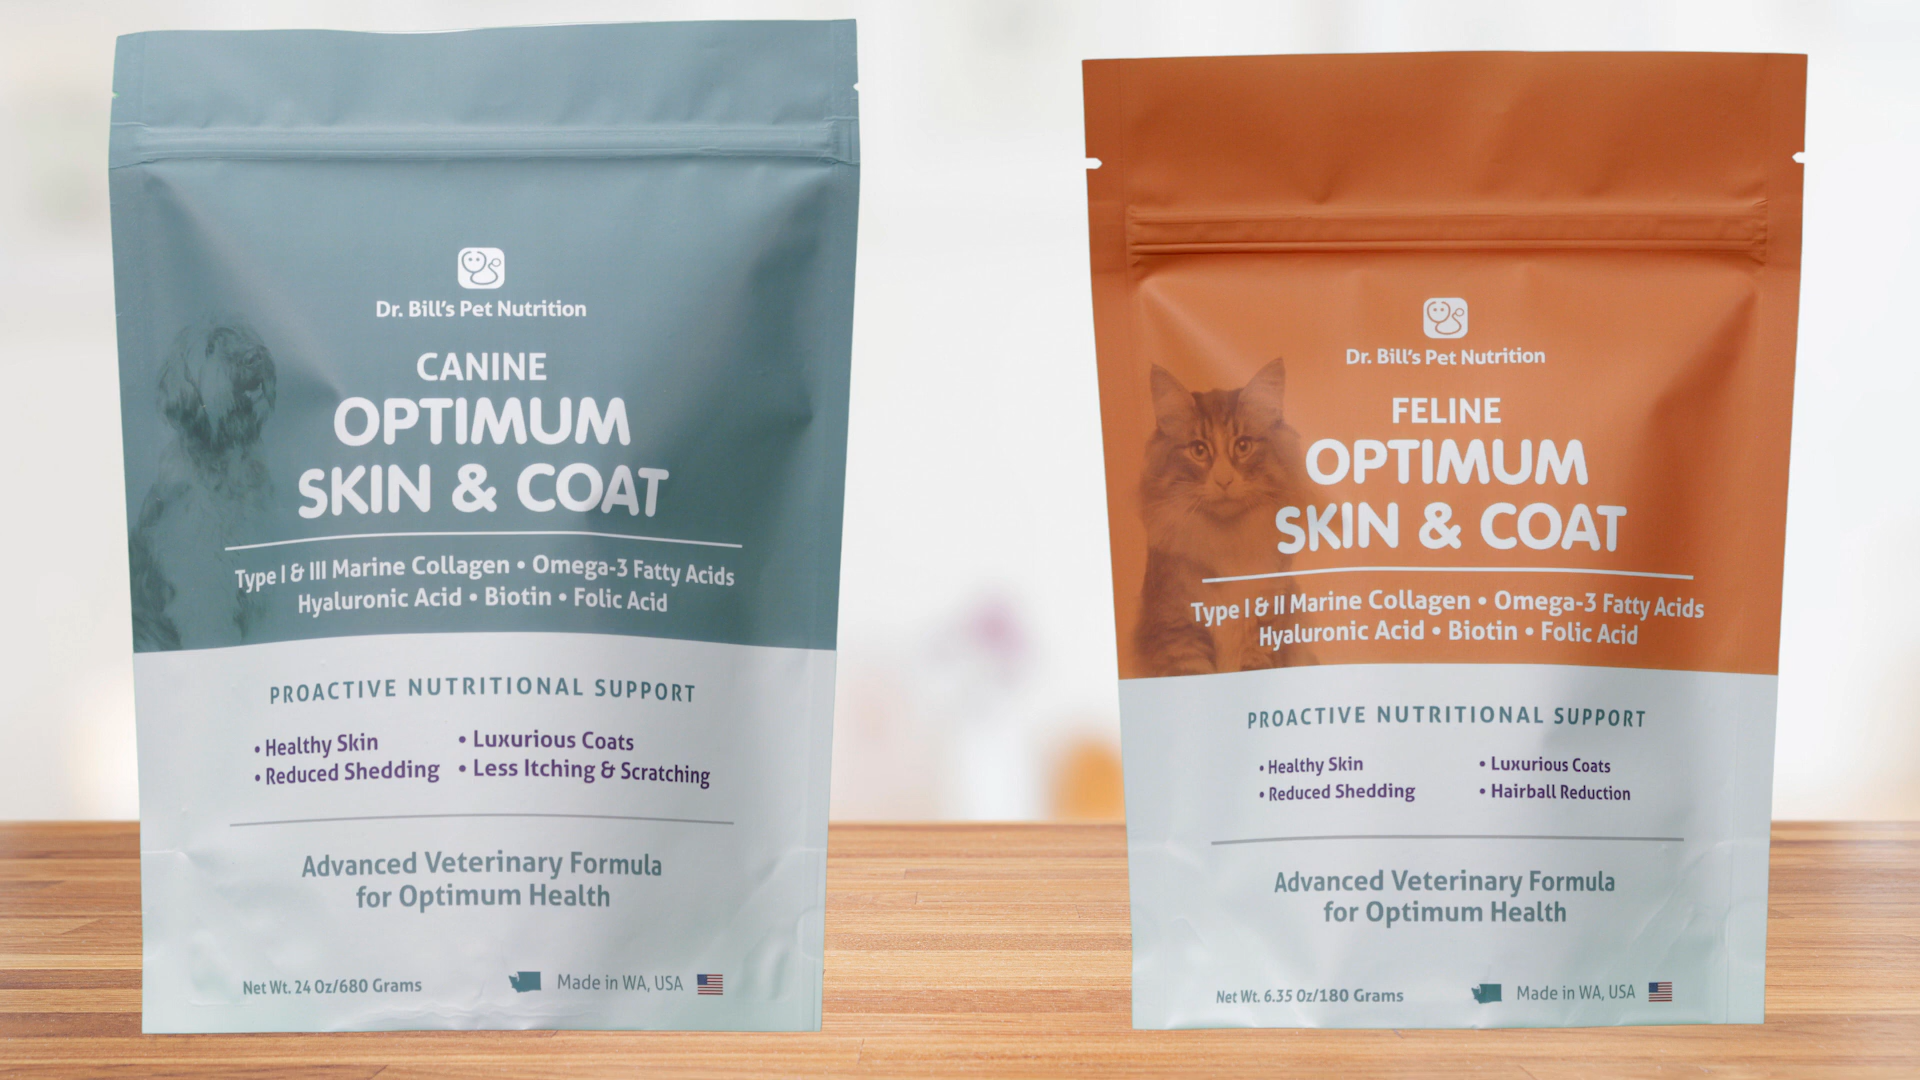 Dr. Bill's Pet Nutrition
CANINE
OPTIMUM
SKIN & COAT
Type I & III Marine Collagen • Omega-3 Fatty Acids
Hyaluronic Acid • Biotin • Folic Acid
PROACTIVE NUTRITIONAL SUPPORT
• Healthy Skin • Luxurious Coats
• Reduced Shedding • Less Itching & Scratching
Advanced Veterinary Formula
for Optimum Health
Net Wt. 24 Oz/680 Grams Made in WA, USA
Dr. Bill's Pet Nutrition
FELINE
OPTIMUM
SKIN & COAT
Type I & II Marine Collagen • Omega-3 Fatty Acids
Hyaluronic Acid • Biotin • Folic Acid
PROACTIVE NUTRITIONAL SUPPORT
• Healthy Skin • Luxurious Coats
• Reduced Shedding • Hairball Reduction
Advanced Veterinary Formula
for Optimum Health
Net Wt. 6.35 Oz/180 Grams Made in WA, USA